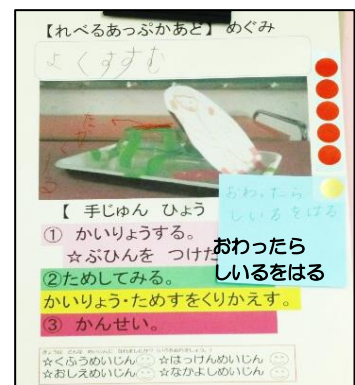 【れべるあっぷかあど】 めぐみ
よくすすむ
おわったら
しいるをはる
【 手じゅん ひょう
① かいりょうする。
☆ぶひんを つけた
おわったら
しいるをはる
②ためしてみる。
かいりょう・ためすをくりかえす。
③ かんせい。
☆くふうめいじん
☆はっけんめいじん
☆おしえめいじん
☆なかよしめいじん